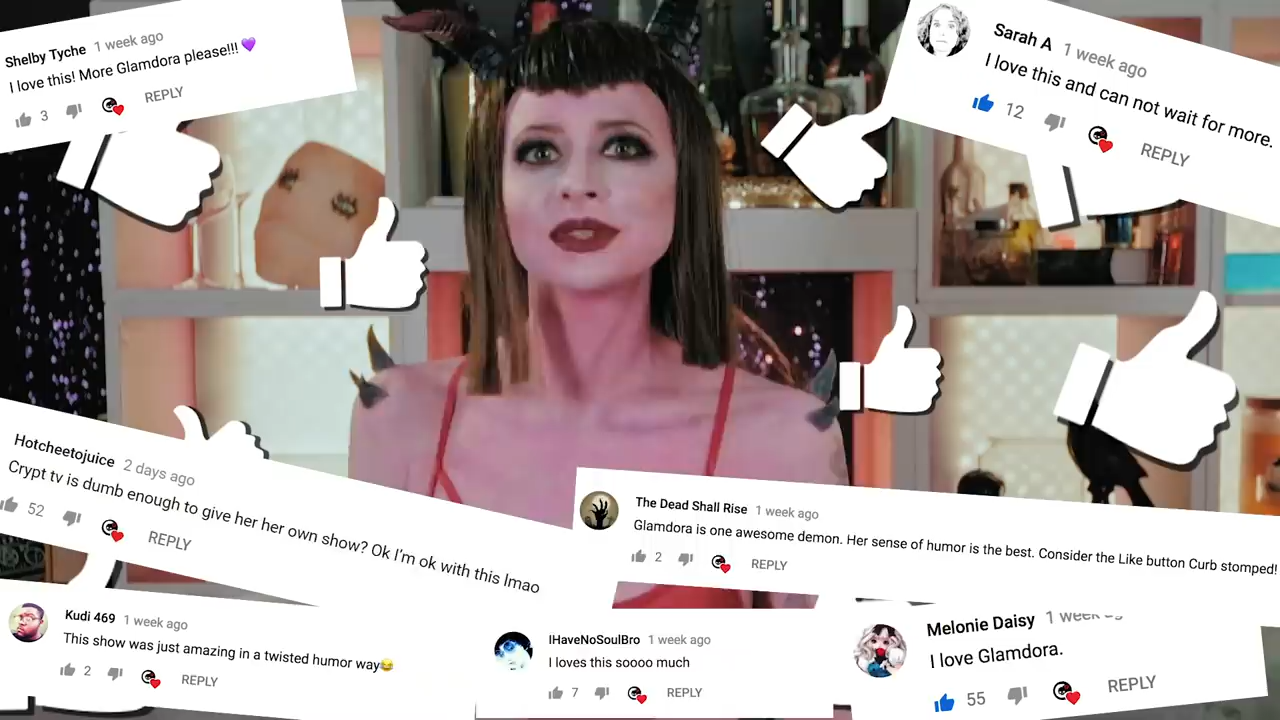 Shelby Tyche 1 week ago
I love this! More Glamdora please!!! 💜
3 REPLY
Sarah A 1 week ago
I love this and can not wait for more.
12 REPLY
Hotcheetojuice 2 days ago
Crypt tv is dumb enough to give her her own show? Ok I'm ok with this lmao
52 REPLY
The Dead Shall Rise 1 week ago
Glamdora is one awesome demon. Her sense of humor is the best. Consider the Like button Curb stomped!
2 REPLY
Kudi 469 1 week ago
This show was just amazing in a twisted humor way😂
2 REPLY
IHaveNoSoulBro 1 week ago
I loves this soooo much
7 REPLY
Melonie Daisy 1 week ag
I love Glamdora.
55 REPLY